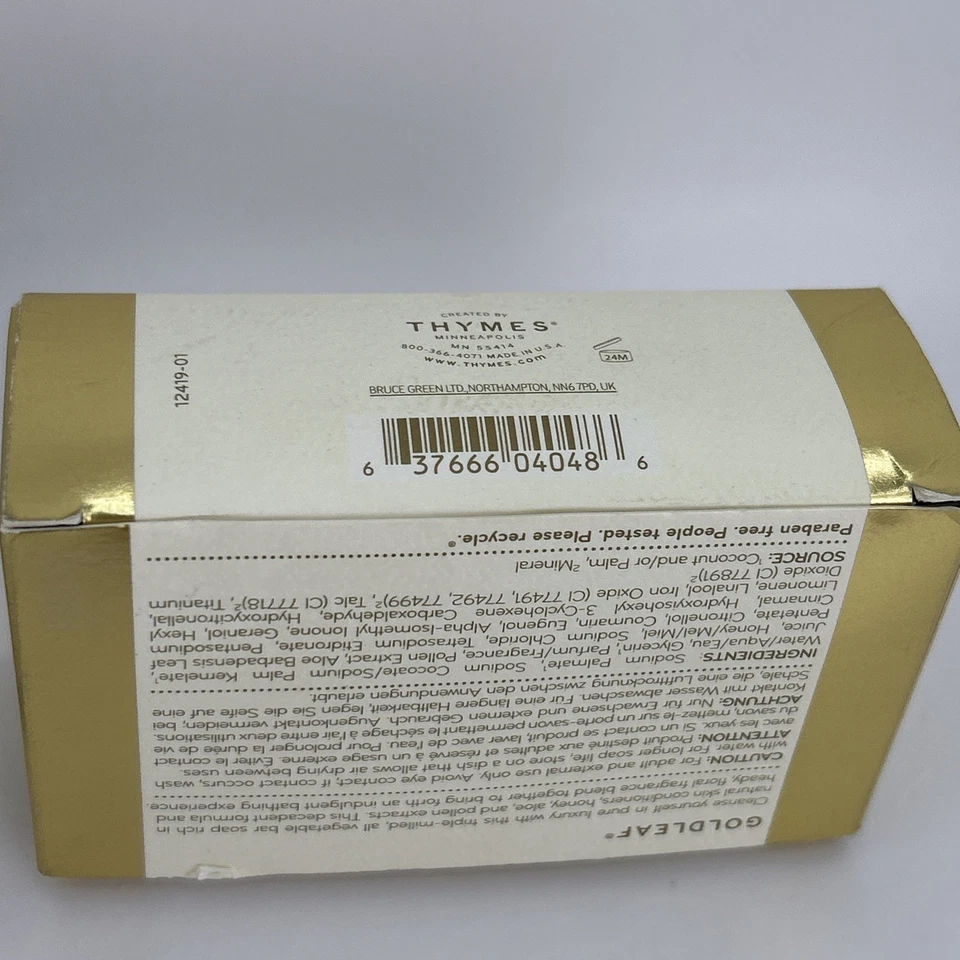 CREATED BY
THYMES®
MINNEAPOLIS
MN 55414
800-366-4071 MADE IN U.S.A.
www.THYMES.com
24M
BRUCE GREEN LTD., NORTHAMPTON, NN6 7PD, UK
12419-01
6 37666 04048 6
GOLDLEAF®
Cleanse yourself in pure luxury with this triple-milled, all vegetable bar soap rich in
natural skin conditioners, honey, aloe, and pollen extracts. This decadent formula and
heady, floral fragrance blend together to bring forth an indulgent bathing experience.
CAUTION: For adult and external use only. Avoid eye contact; if contact occurs, wash
with water. For longer soap life, store on a dish that allows air drying between uses.
ATTENTION: Produit destiné aux adultes et réservé à un usage externe. Eviter le contact
avec les yeux. Si un contact se produit, laver avec de l'eau. Pour prolonger la durée de vie
du savon, mettez-le sur un porte-savon permettant le séchage à l'air entre deux utilisations.
ACHTUNG: Nur für Erwachsene und externen Gebrauch. Augenkontakt vermeiden; bei
Kontakt mit Wasser abwaschen. Für eine längere Haltbarkeit, legen Sie die Seife auf eine
Schale, die eine Lufttrocknung zwischen den Anwendungen erlaubt.
INGREDIENTS: Sodium Palmate¹, Sodium Cocoate/Sodium Palm Kernelate¹,
Water/Aqua/Eau, Glycerin¹, Parfum/Fragrance, Pollen Extract, Aloe Barbadensis Leaf
Juice, Honey/Mel/Miel, Sodium Chloride, Tetrasodium Etidronate, Pentasodium
Pentetate, Citronellol, Coumarin, Eugenol, Alpha-Isomethyl Ionone, Geraniol, Hexyl
Cinnamal, Hydroxyisohexyl 3-Cyclohexene Carboxaldehyde, Hydroxycitronellal,
Limonene, Linalool, Iron Oxide (CI 77491, 77492, 77499)², Talc (CI 77718)², Titanium
Dioxide (CI 77891)²
SOURCE: ¹Coconut and/or Palm, ²Mineral
Paraben free. People tested. Please recycle.®